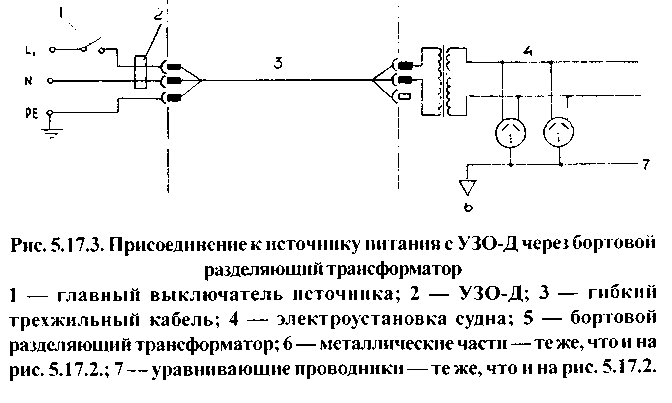 1
2
L₁
3
4
N
PE
7
6
Рис. 5.17.3. Присоединение к источнику питания с УЗО-Д через бортовой
разделяющий трансформатор
1 — главный выключатель источника; 2 — УЗО-Д; 3 — гибкий
трехжильный кабель; 4 — электроустановка судна; 5 — бортовой
разделяющий трансформатор; 6 — металлические части — те же, что и на
рис. 5.17.2.; 7 — уравнивающие проводники — те же, что и на рис. 5.17.2.